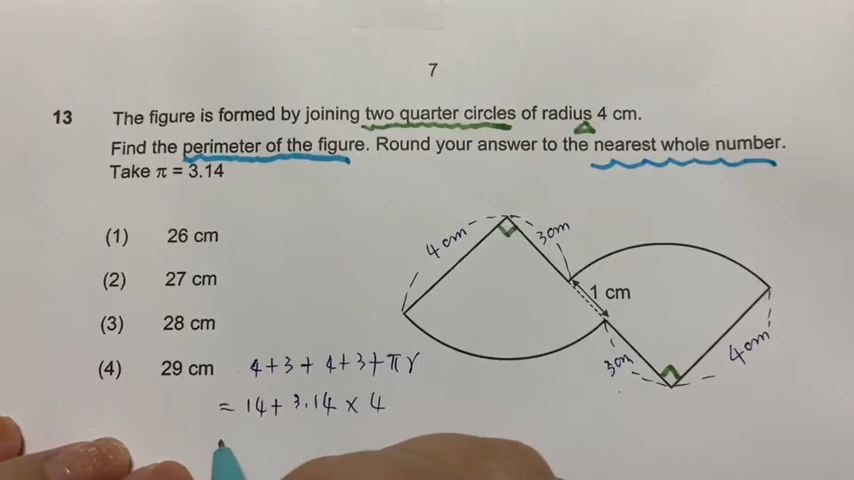 7
13 The figure is formed by joining two quarter circles of radius 4 cm.
Find the perimeter of the figure. Round your answer to the nearest whole number.
Take π = 3.14
(1) 26 cm
(2) 27 cm
(3) 28 cm
(4) 29 cm
4 cm
3cm
1 cm
3cm
4cm
4+3+4+3+πr
= 14+ 3.14 × 4